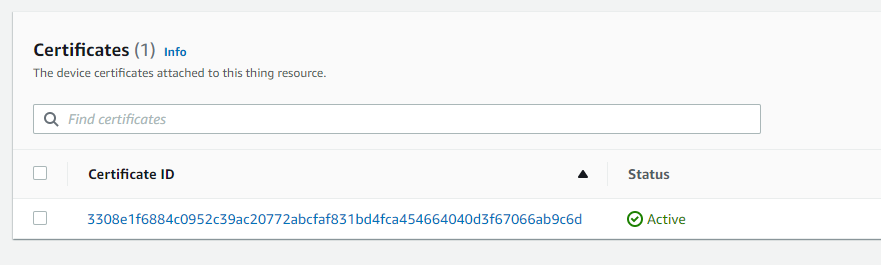 Certificates (1) Info
The device certificates attached to this thing resource.
Find certificates
Certificate ID Status
3308e1f6884c0952c39ac20772abcfaf831bd4fca454664040d3f67066ab9c6d Active